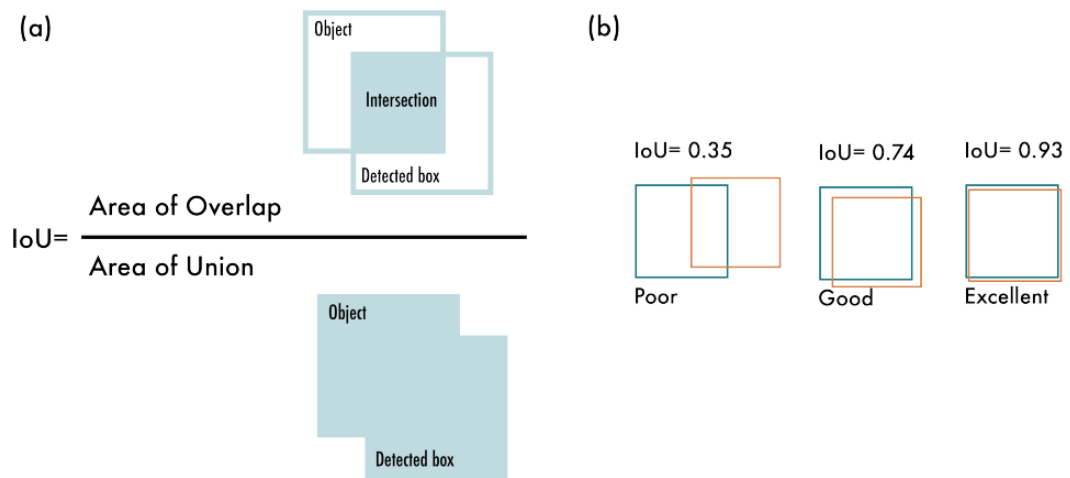 (a)
Object
Intersection
Detected box
Area of Overlap
IoU=
Area of Union
Object
Detected box
(b)
IoU= 0.35
IoU= 0.74
IoU= 0.93
Poor
Good
Excellent